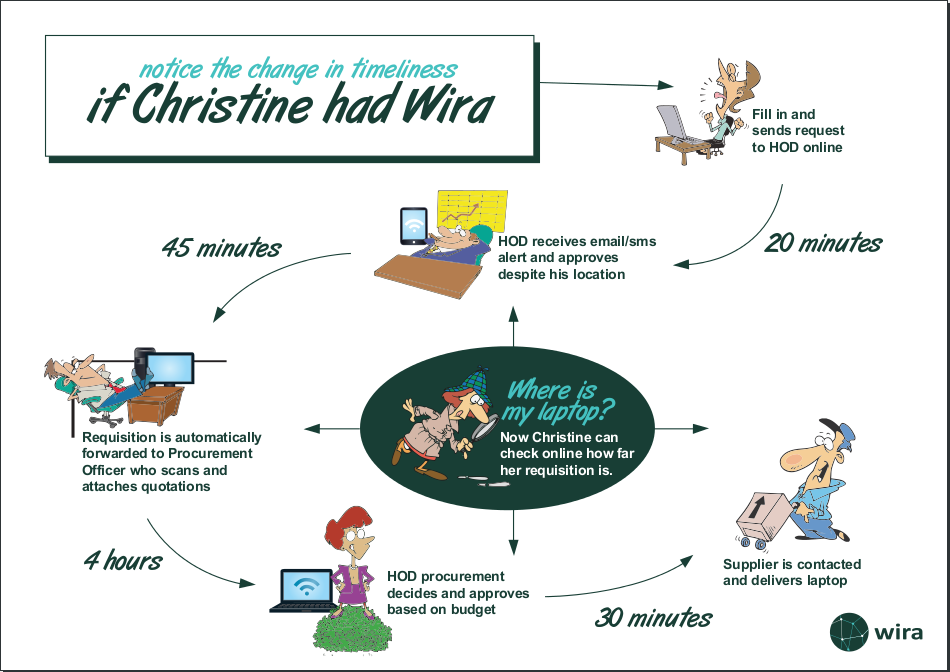 notice the change in timeliness
if Christine had Wira
Fill in and
sends request
to HOD online
20 minutes
HOD receives email/sms
alert and approves
despite his location
45 minutes
Requisition is automatically
forwarded to Procurement
Officer who scans and
attaches quotations
Where is
my laptop?
Now Christine can
check online how far
her requisition is.
4 hours
HOD procurement
decides and approves
based on budget
30 minutes
Supplier is contacted
and delivers laptop
wira